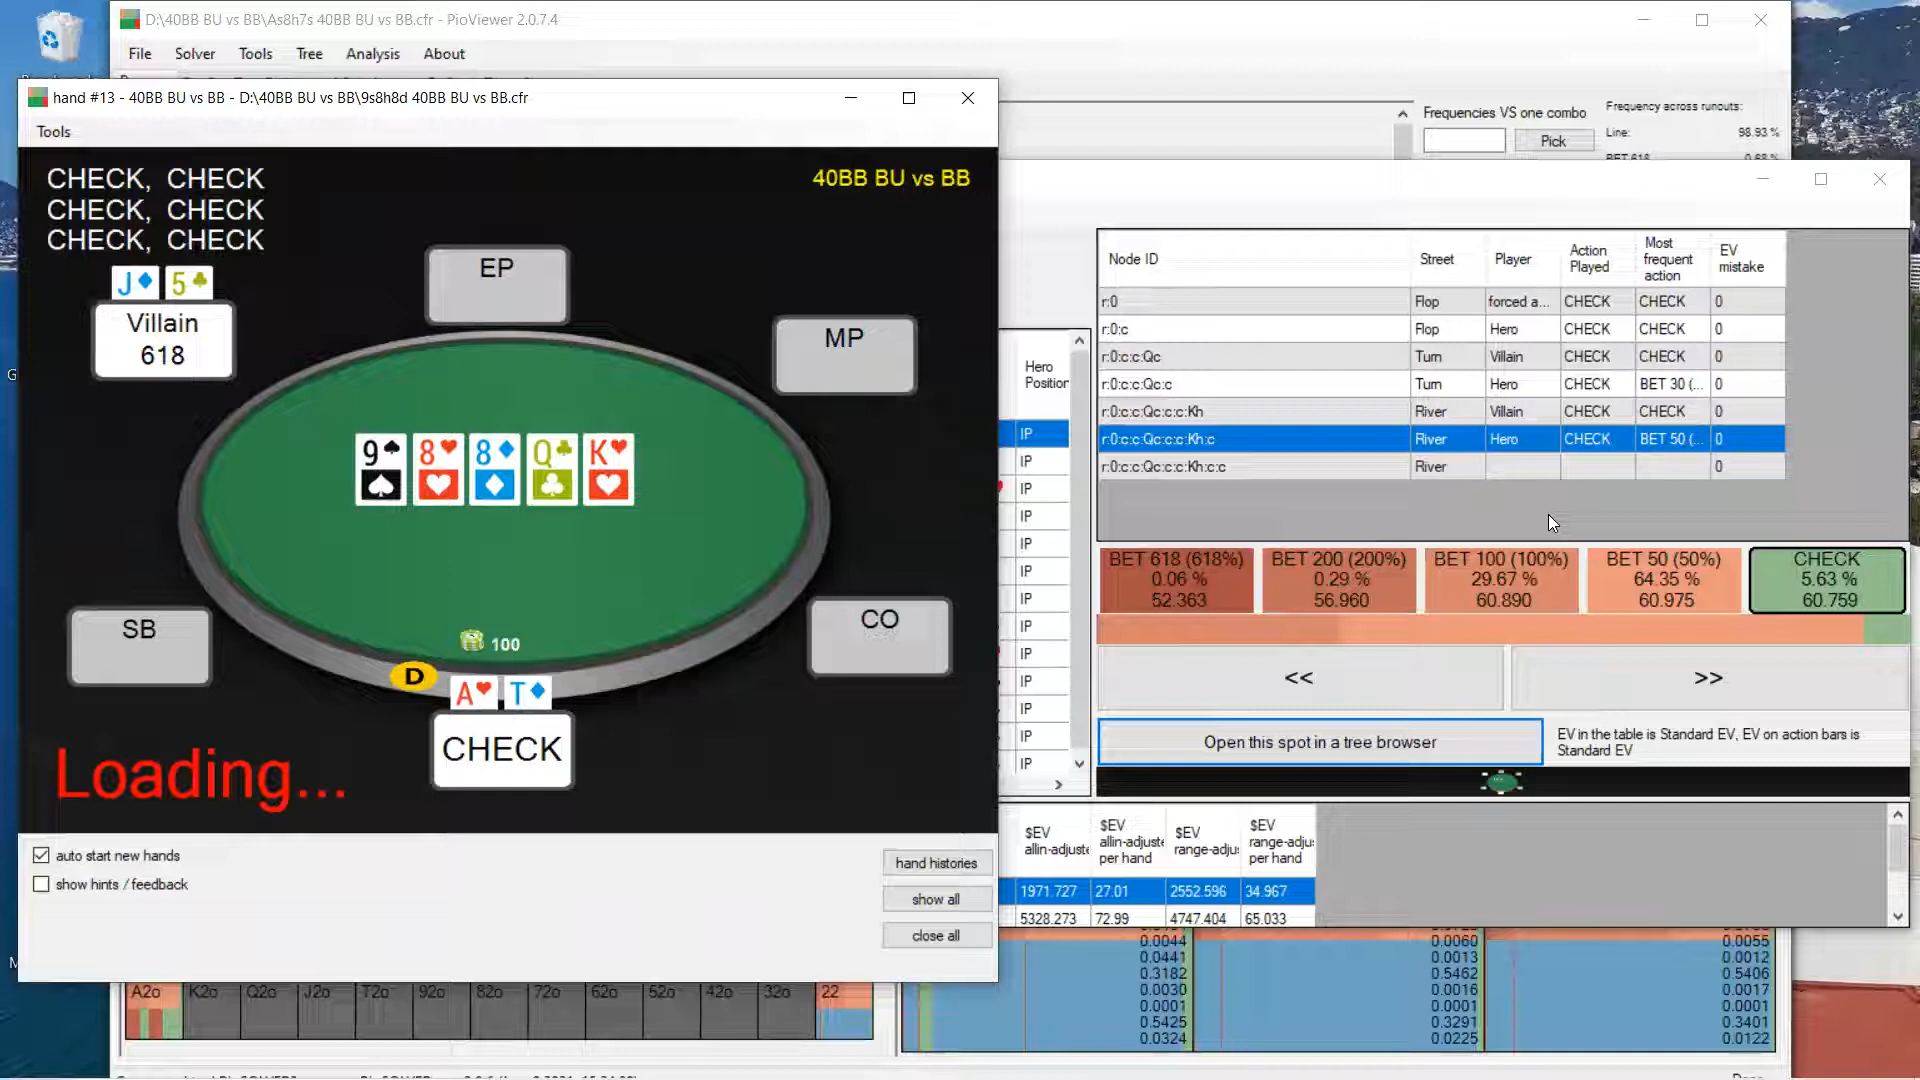 D:\40BB BU vs BB\As8h7s 40BB BU vs BB.cfr - PioViewer 2.0.7.4
File Solver Tools Tree Analysis About
hand #13 - 40BB BU vs BB - D:\40BB BU vs BB\9s8h8d 40BB BU vs BB.cfr
Tools
Frequencies VS one combo
Pick
Frequency across runouts:
Line: 98.93 %
BET 618 0.68 %
CHECK, CHECK
CHECK, CHECK
CHECK, CHECK
40BB BU vs BB
J♦ 5♣
Villain
618
EP
MP
9♠ 8♥ 8♦ Q♣ K♥
SB
CO
100
D
A♥ T♦
CHECK
Loading...
auto start new hands
show hints / feedback
hand histories
show all
close all
Hero
Position
IP
IP
IP
IP
IP
IP
IP
IP
IP
IP
IP
IP
IP
Node ID Street Player Action Played Most frequent action EV mistake
r:0 Flop forced a... CHECK CHECK 0
r:0:c Flop Hero CHECK CHECK 0
r:0:c:c:Qc Turn Villain CHECK CHECK 0
r:0:c:c:Qc:c Turn Hero CHECK BET 30 (... 0
r:0:c:c:Qc:c:c:Kh River Villain CHECK CHECK 0
r:0:c:c:Qc:c:c:Kh:c River Hero CHECK BET 50 (... 0
r:0:c:c:Qc:c:c:Kh:c:c River 0
BET 618 (618%) BET 200 (200%) BET 100 (100%) BET 50 (50%) CHECK
0.06 % 0.29 % 29.67 % 64.35 % 5.63 %
52.363 56.960 60.890 60.975 60.759
<< >>
Open this spot in a tree browser
EV in the table is Standard EV, EV on action bars is
Standard EV
$EV allin-adjuste $EV allin-adjuste per hand $EV range-adju: $EV range-adju: per hand
1971.727 27.01 2552.596 34.967
5328.273 72.99 4747.404 65.033
0.0044 0.0060 0.0055
0.0441 0.0013 0.0012
0.3182 0.5462 0.5406
0.0030 0.0016 0.0017
0.0001 0.0001 0.0001
0.5425 0.3291 0.3401
0.0324 0.0225 0.0122
A2o K2o Q2o J2o T2o 92o 82o 72o 62o 52o 42o 32o 22